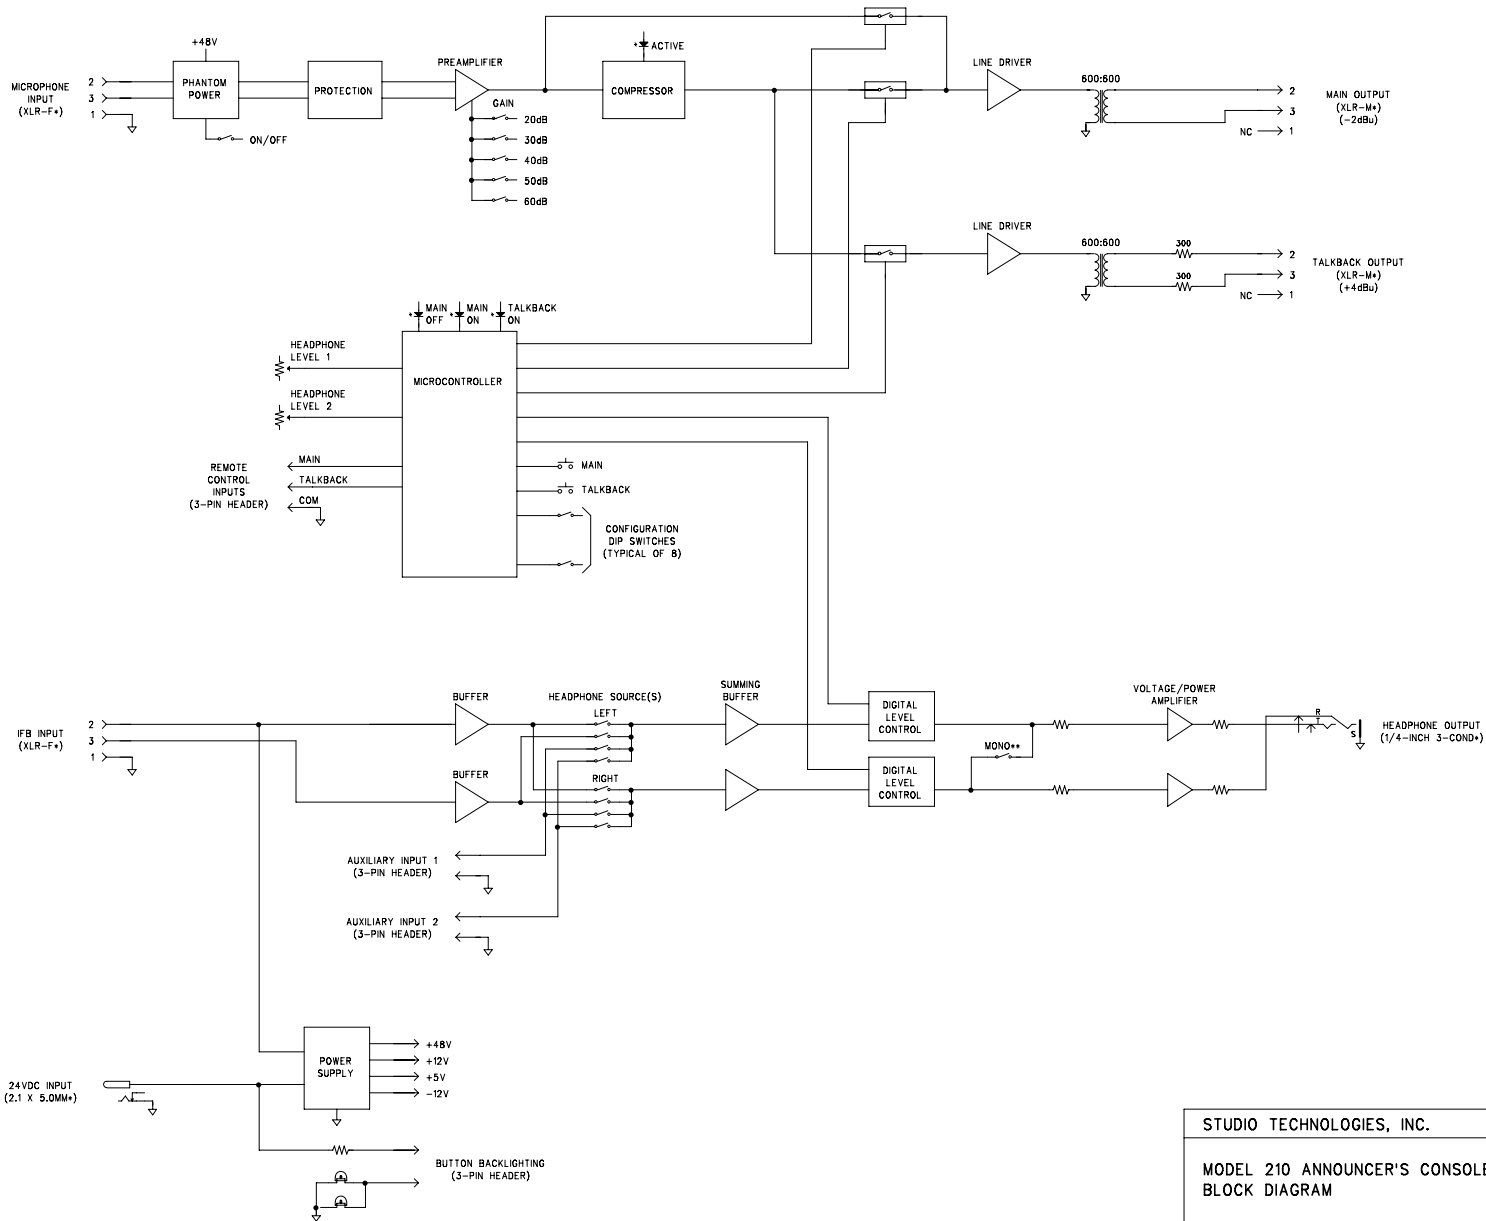 +48V
ACTIVE
MICROPHONE
INPUT
(XLR-F*)
2
3
1
PHANTOM
POWER
ON/OFF
PROTECTION
PREAMPLIFIER
GAIN
20dB
30dB
40dB
50dB
60dB
COMPRESSOR
LINE DRIVER
600:600
2
3
NC
1
MAIN OUTPUT
(XLR-M*)
(-2dBu)
LINE DRIVER
600:600
300
300
2
3
NC
1
TALKBACK OUTPUT
(XLR-M*)
(+4dBu)
MAIN
OFF
MAIN
ON
TALKBACK
ON
HEADPHONE
LEVEL 1
HEADPHONE
LEVEL 2
MICROCONTROLLER
REMOTE
CONTROL
INPUTS
(3-PIN HEADER)
MAIN
TALKBACK
COM
MAIN
TALKBACK
CONFIGURATION
DIP SWITCHES
(TYPICAL OF 8)
IFB INPUT
(XLR-F*)
2
3
1
BUFFER
BUFFER
HEADPHONE SOURCE(S)
LEFT
RIGHT
SUMMING
BUFFER
DIGITAL
LEVEL
CONTROL
DIGITAL
LEVEL
CONTROL
MONO**
VOLTAGE/POWER
AMPLIFIER
R
T
S
HEADPHONE OUTPUT
(1/4-INCH 3-COND*)
AUXILIARY INPUT 1
(3-PIN HEADER)
AUXILIARY INPUT 2
(3-PIN HEADER)
24VDC INPUT
(2.1 X 5.0MM*)
POWER
SUPPLY
+48V
+12V
+5V
-12V
BUTTON BACKLIGHTING
(3-PIN HEADER)
STUDIO TECHNOLOGIES, INC.
MODEL 210 ANNOUNCER'S CONSOLE
BLOCK DIAGRAM